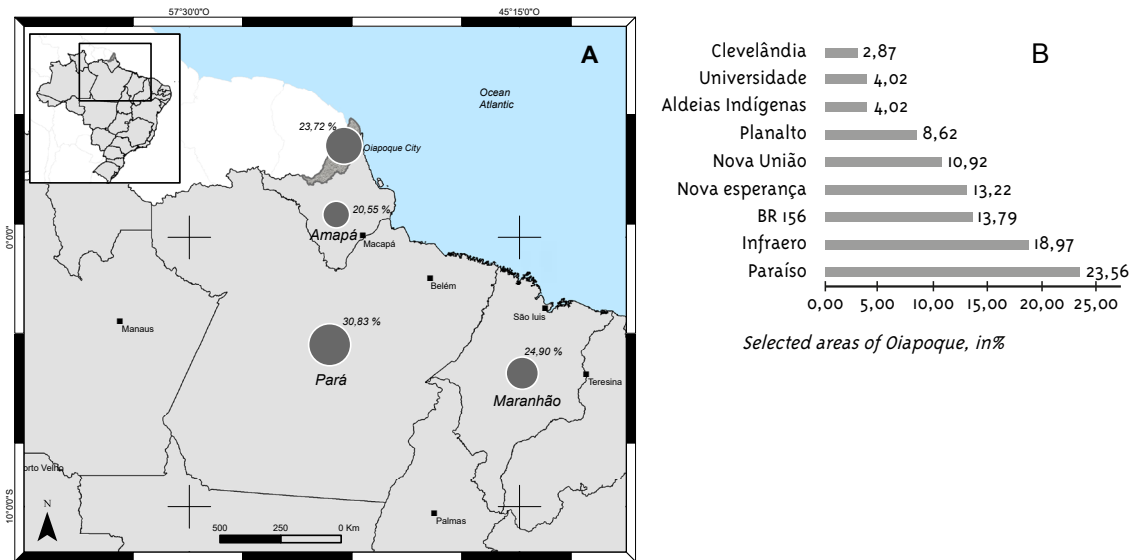 57°30'0"O
45°15'0"O
A
Ocean
Atlantic
23,72 %
Oiapoque City
20,55 %
Amapá
Macapá
0°0'0"
Belém
São luis
Manaus
30,83 %
Pará
24,90 %
Maranhão
Teresina
orto Velho
10°0'0"S
N
Palmas
500
250
0 Km
B
Clevelândia 2,87
Universidade 4,02
Aldeias Indígenas 4,02
Planalto 8,62
Nova União 10,92
Nova esperança 13,22
BR 156 13,79
Infraero 18,97
Paraíso 23,56
0,00 5,00 10,00 15,00 20,00 25,00
Selected areas of Oiapoque, in%